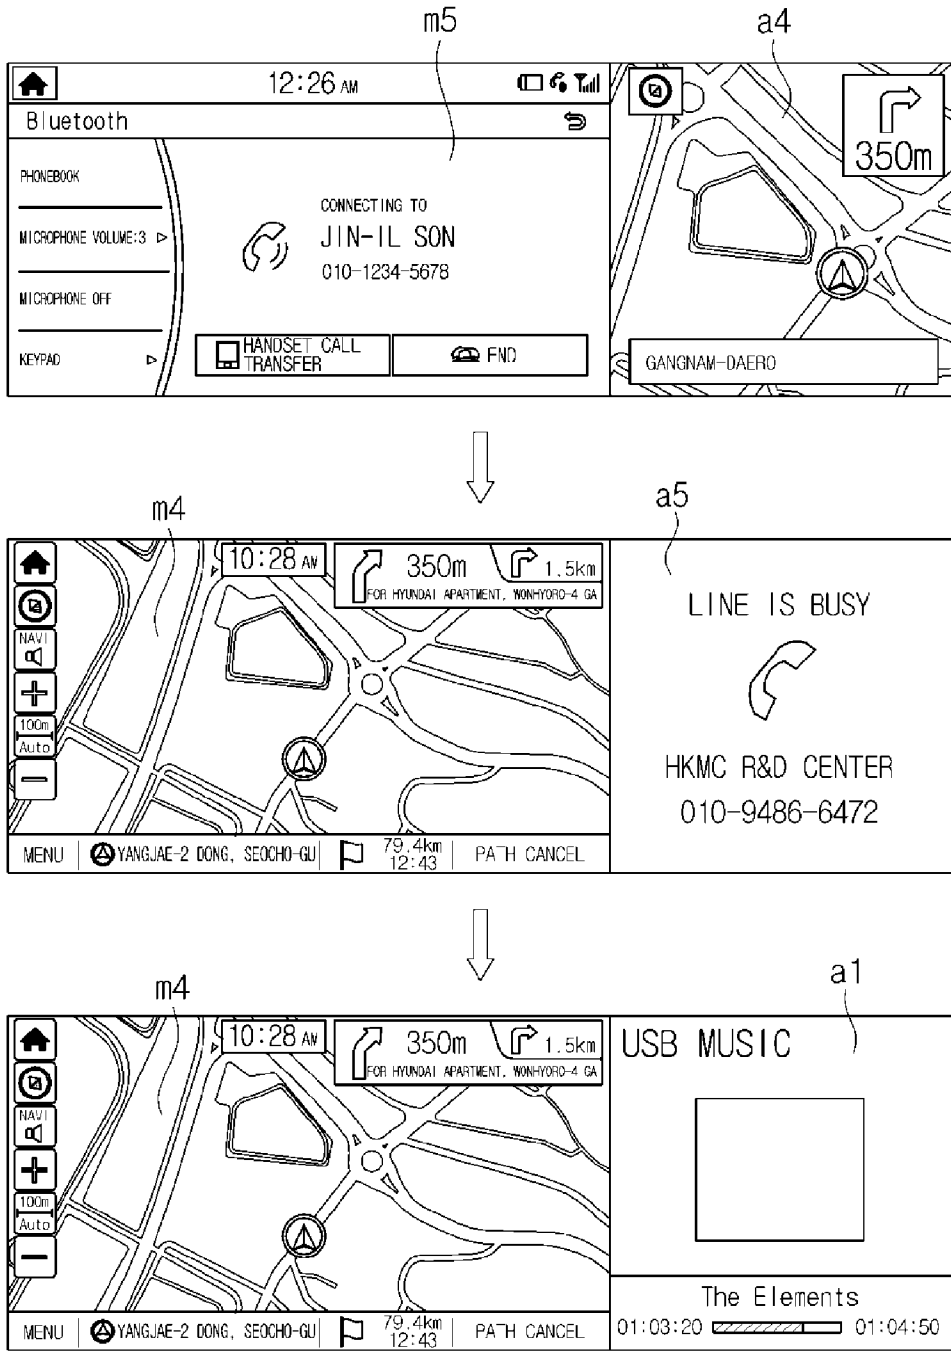 m5
a4
12:26 AM
Bluetooth
350m
PHONEBOOK
CONNECTING TO
MICROPHONE VOLUME:3
JIN-IL SON
010-1234-5678
MICROPHONE OFF
HANDSET CALL
TRANSFER
END
KEYPAD
GANGNAM-DAERO
m4
a5
10:28 AM
350m
1.5km
FOR HYUNDAI APARTMENT, WONHYORO-4 GA
NAVI
100m
Auto
LINE IS BUSY
HKMC R&D CENTER
010-9486-6472
MENU
YANGJAE-2 DONG, SEOCHO-GU
79.4km
12:43
PATH CANCEL
m4
a1
10:28 AM
350m
1.5km
FOR HYUNDAI APARTMENT, WONHYORO-4 GA
NAVI
100m
Auto
USB MUSIC
The Elements
01:03:20
01:04:50
MENU
YANGJAE-2 DONG, SEOCHO-GU
79.4km
12:43
PATH CANCEL